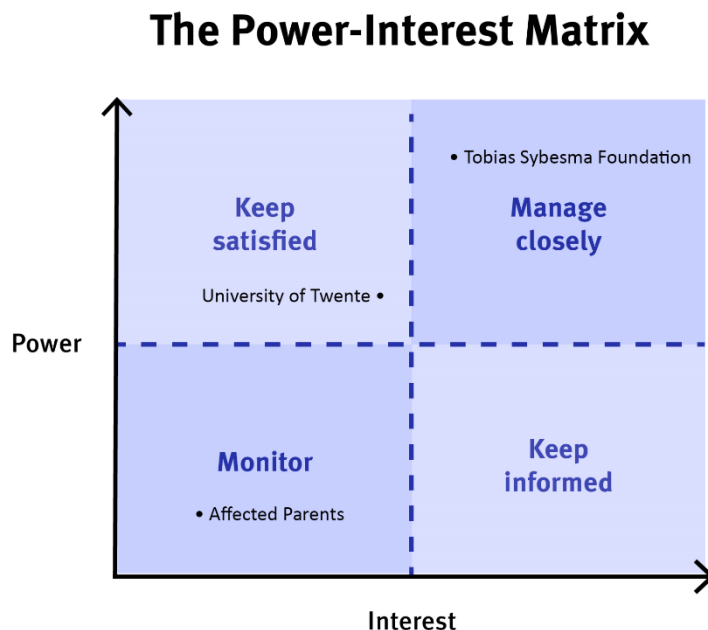 The Power-Interest Matrix
• Tobias Sybesma Foundation
Keep
satisfied
Manage
closely
University of Twente •
Power
Monitor
Keep
informed
• Affected Parents
Interest